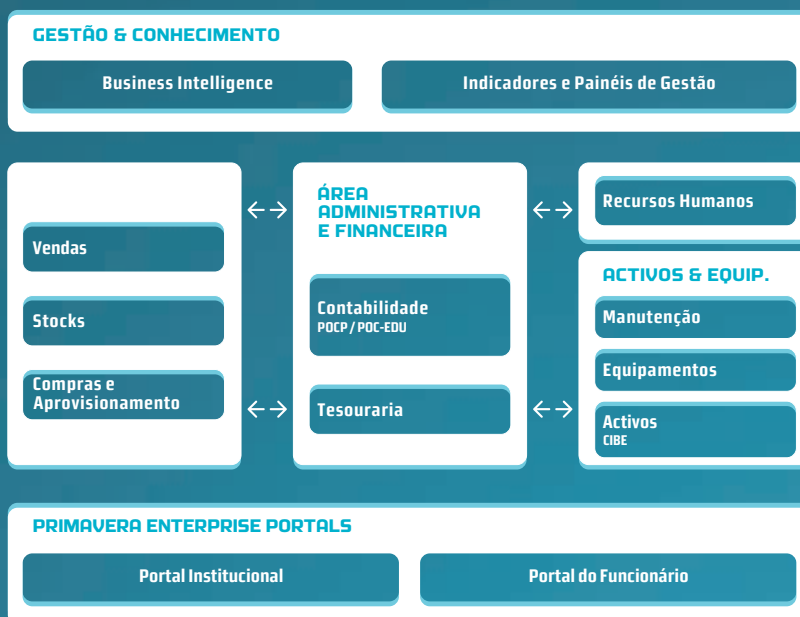 GESTÃO & CONHECIMENTO
Business Intelligence
Indicadores e Painéis de Gestão
Vendas
Stocks
Compras e
Aprovisionamento
ÁREA
ADMINISTRATIVA
E FINANCEIRA
Contabilidade
POCP / POC-EDU
Tesouraria
Recursos Humanos
ACTIVOS & EQUIP.
Manutenção
Equipamentos
Activos
CIBE
PRIMAVERA ENTERPRISE PORTALS
Portal Institucional
Portal do Funcionário